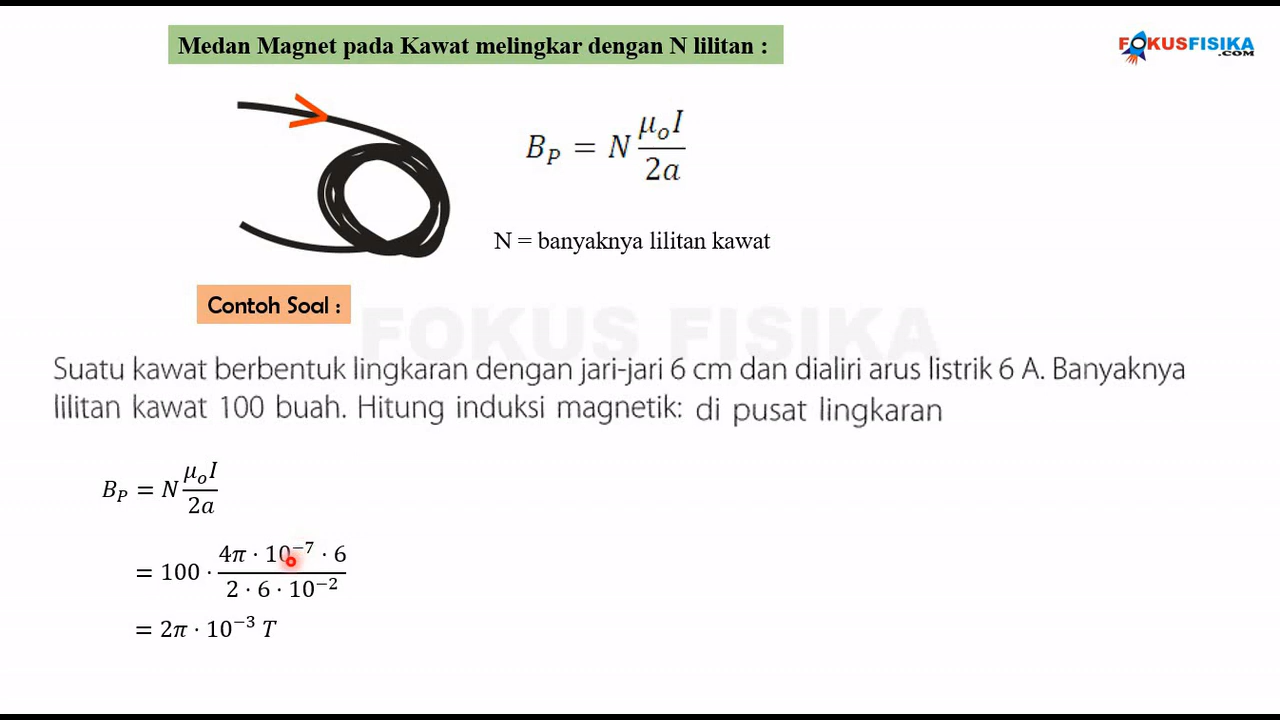 Medan Magnet pada Kawat melingkar dengan N lilitan :
FOKUSFISIKA
.COM
B_P = N μ_oI / 2a
N = banyaknya lilitan kawat
Contoh Soal :
FOKUS FISIKA
Suatu kawat berbentuk lingkaran dengan jari-jari 6 cm dan dialiri arus listrik 6 A. Banyaknya
lilitan kawat 100 buah. Hitung induksi magnetik: di pusat lingkaran
B_P = N μ_oI / 2a
= 100 · 4π · 10⁻⁷ · 6 / 2 · 6 · 10⁻²
= 2π · 10⁻³ T